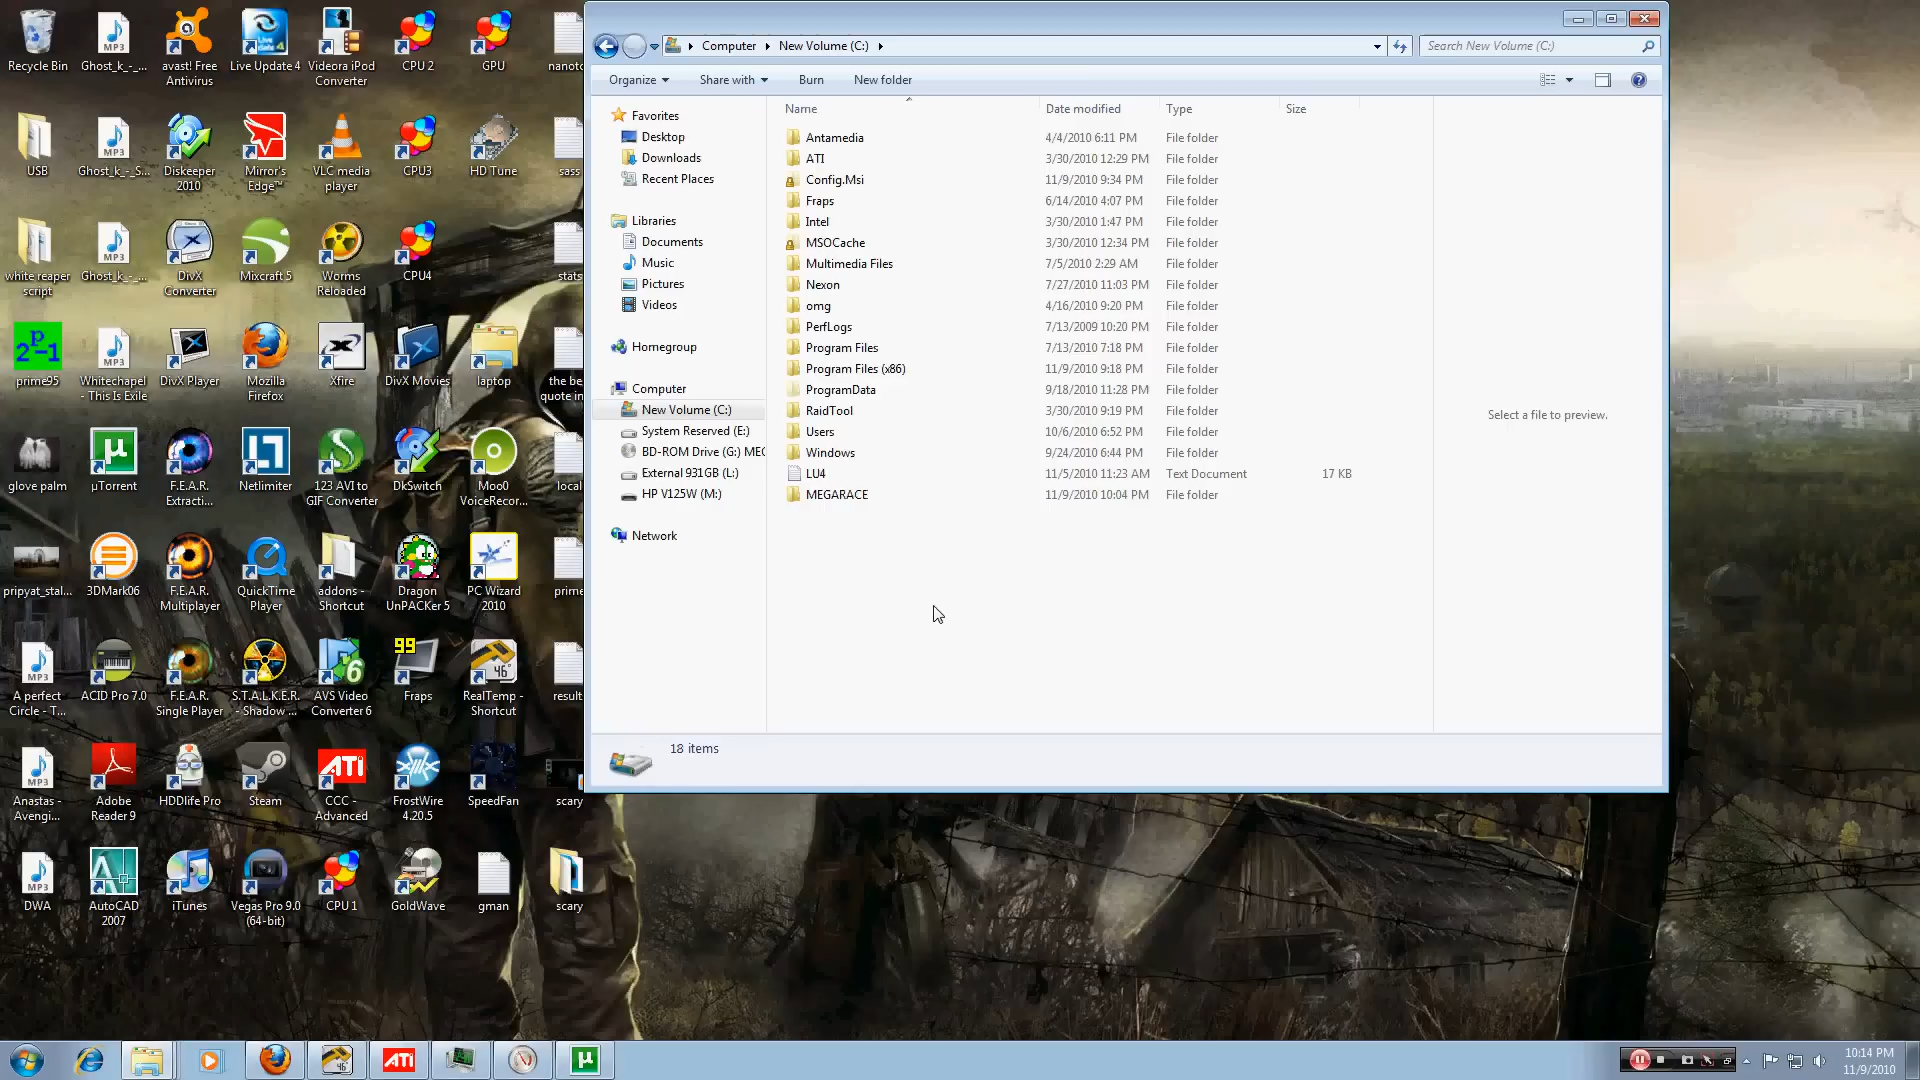 Recycle Bin
Ghost_k_-_...
avast! Free
Antivirus
Live Update 4
Videora iPod
Converter
CPU 2
GPU
nanoto
USB
Ghost_k_-_S...
Diskeeper
2010
Mirror's
Edge™
VLC media
player
CPU3
HD Tune
sass
white reaper
script
Ghost_k_-_...
DivX
Converter
Mixcraft 5
Worms
Reloaded
CPU4
stats
prime95
Whitechapel
- This Is Exile
DivX Player
Mozilla
Firefox
Xfire
DivX Movies
laptop
the be
quote in
glove palm
µTorrent
F.E.A.R.
Extracti...
Netlimiter
123 AVI to
GIF Converter
DkSwitch
Moo0
VoiceRecor...
local
pripyat_stal...
3DMark06
F.E.A.R.
Multiplayer
QuickTime
Player
addons -
Shortcut
Dragon
UnPACKer 5
PC Wizard
2010
prime
A perfect
Circle - T...
ACID Pro 7.0
F.E.A.R.
Single Player
S.T.A.L.K.E.R.
- Shadow ...
AVS Video
Converter 6
Fraps
RealTemp -
Shortcut
result
Anastas -
Avengi...
Adobe
Reader 9
HDDlife Pro
Steam
CCC -
Advanced
FrostWire
4.20.5
SpeedFan
scary
DWA
AutoCAD
2007
iTunes
Vegas Pro 9.0
(64-bit)
CPU 1
GoldWave
gman
scary
Computer
New Volume (C:)
Search New Volume (C:)
Organize
Share with
Burn
New folder
Favorites
Desktop
Downloads
Recent Places
Libraries
Documents
Music
Pictures
Videos
Homegroup
Computer
New Volume (C:)
System Reserved (E:)
BD-ROM Drive (G:) MEG
External 931GB (L:)
HP V125W (M:)
Network
Name Date modified Type Size
Antamedia 4/4/2010 6:11 PM File folder
ATI 3/30/2010 12:29 PM File folder
Config.Msi 11/9/2010 9:34 PM File folder
Fraps 6/14/2010 4:07 PM File folder
Intel 3/30/2010 1:47 PM File folder
MSOCache 3/30/2010 12:34 PM File folder
Multimedia Files 7/5/2010 2:29 AM File folder
Nexon 7/27/2010 11:03 PM File folder
omg 4/16/2010 9:20 PM File folder
PerfLogs 7/13/2009 10:20 PM File folder
Program Files 7/13/2010 7:18 PM File folder
Program Files (x86) 11/9/2010 9:18 PM File folder
ProgramData 9/18/2010 11:28 PM File folder
RaidTool 3/30/2010 9:19 PM File folder
Users 10/6/2010 6:52 PM File folder
Windows 9/24/2010 6:44 PM File folder
LU4 11/5/2010 11:23 AM Text Document 17 KB
MEGARACE 11/9/2010 10:04 PM File folder
Select a file to preview.
18 items
10:14 PM
11/9/2010